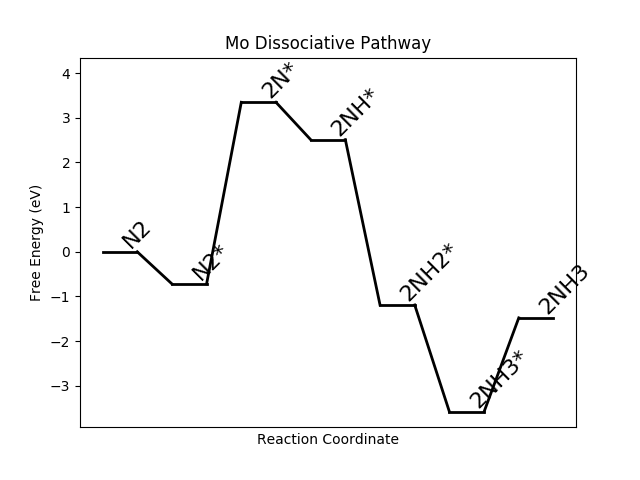 Mo Dissociative Pathway
Free Energy (eV)
4
3
2
1
0
−1
−2
−3
N2
N2*
2N*
2NH*
2NH2*
2NH3*
2NH3
Reaction Coordinate